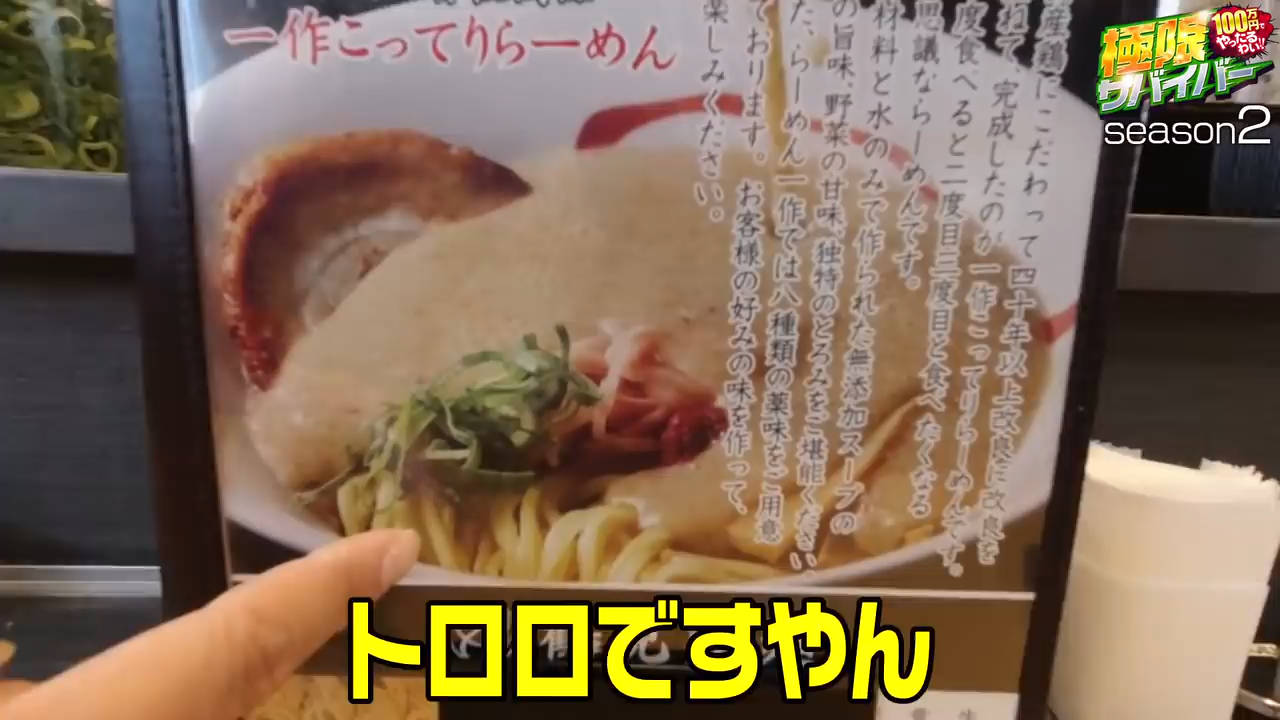 一作こってりらーめん
産鶏にこだわって四十年以上改良に改良を
ねて、完成したのが一作こってりらーめんです。
度食べると二度目三度目と食べたくなる
思議ならーめんです。
材料と水のみで作られた無添加スープの
の旨味、野菜の甘味、独特のとろみをご堪能ください。
た、らーめん一作では八種類の薬味をご用意
ております。お客様の好みの味を作って、
楽しみください。
100万円でやったるわい!!
極限
サバイバー
season2
トロロですやん